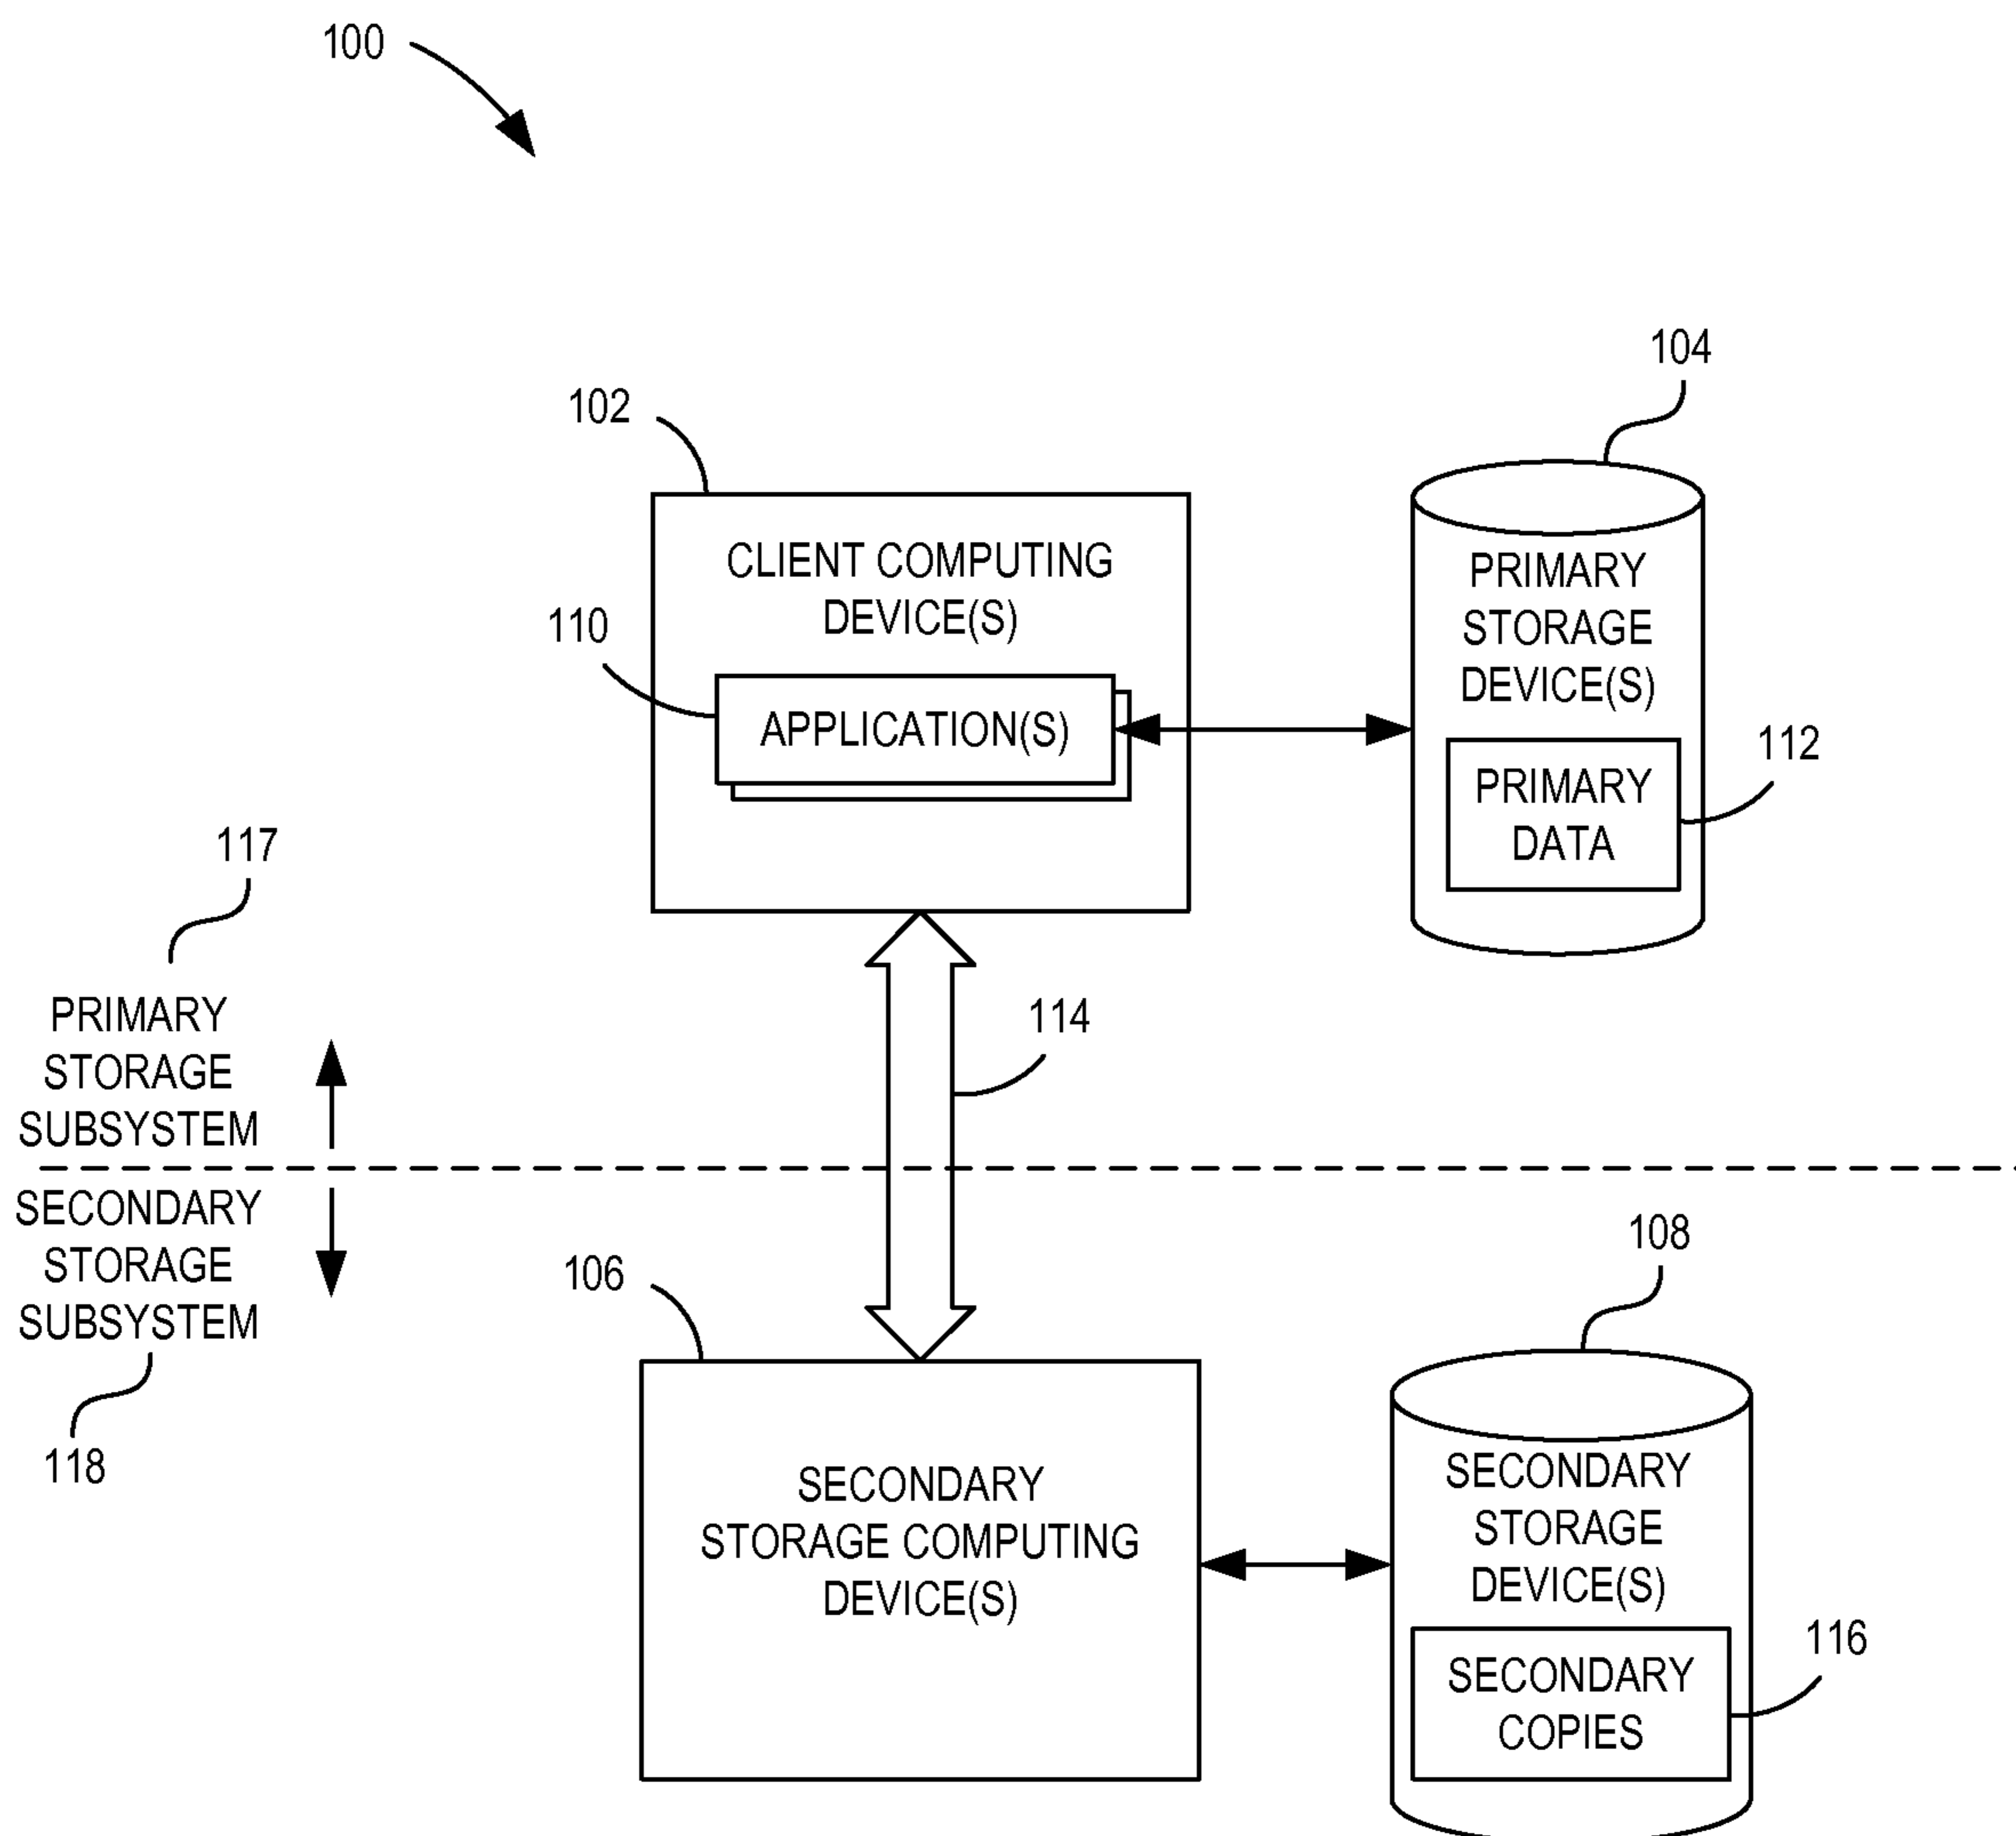 100
104
102
CLIENT COMPUTING
DEVICE(S)
PRIMARY
STORAGE
DEVICE(S)
110
APPLICATION(S)
112
PRIMARY
DATA
117
PRIMARY
STORAGE
SUBSYSTEM
114
SECONDARY
STORAGE
SUBSYSTEM
118
106
108
SECONDARY
STORAGE COMPUTING
DEVICE(S)
SECONDARY
STORAGE
DEVICE(S)
116
SECONDARY
COPIES